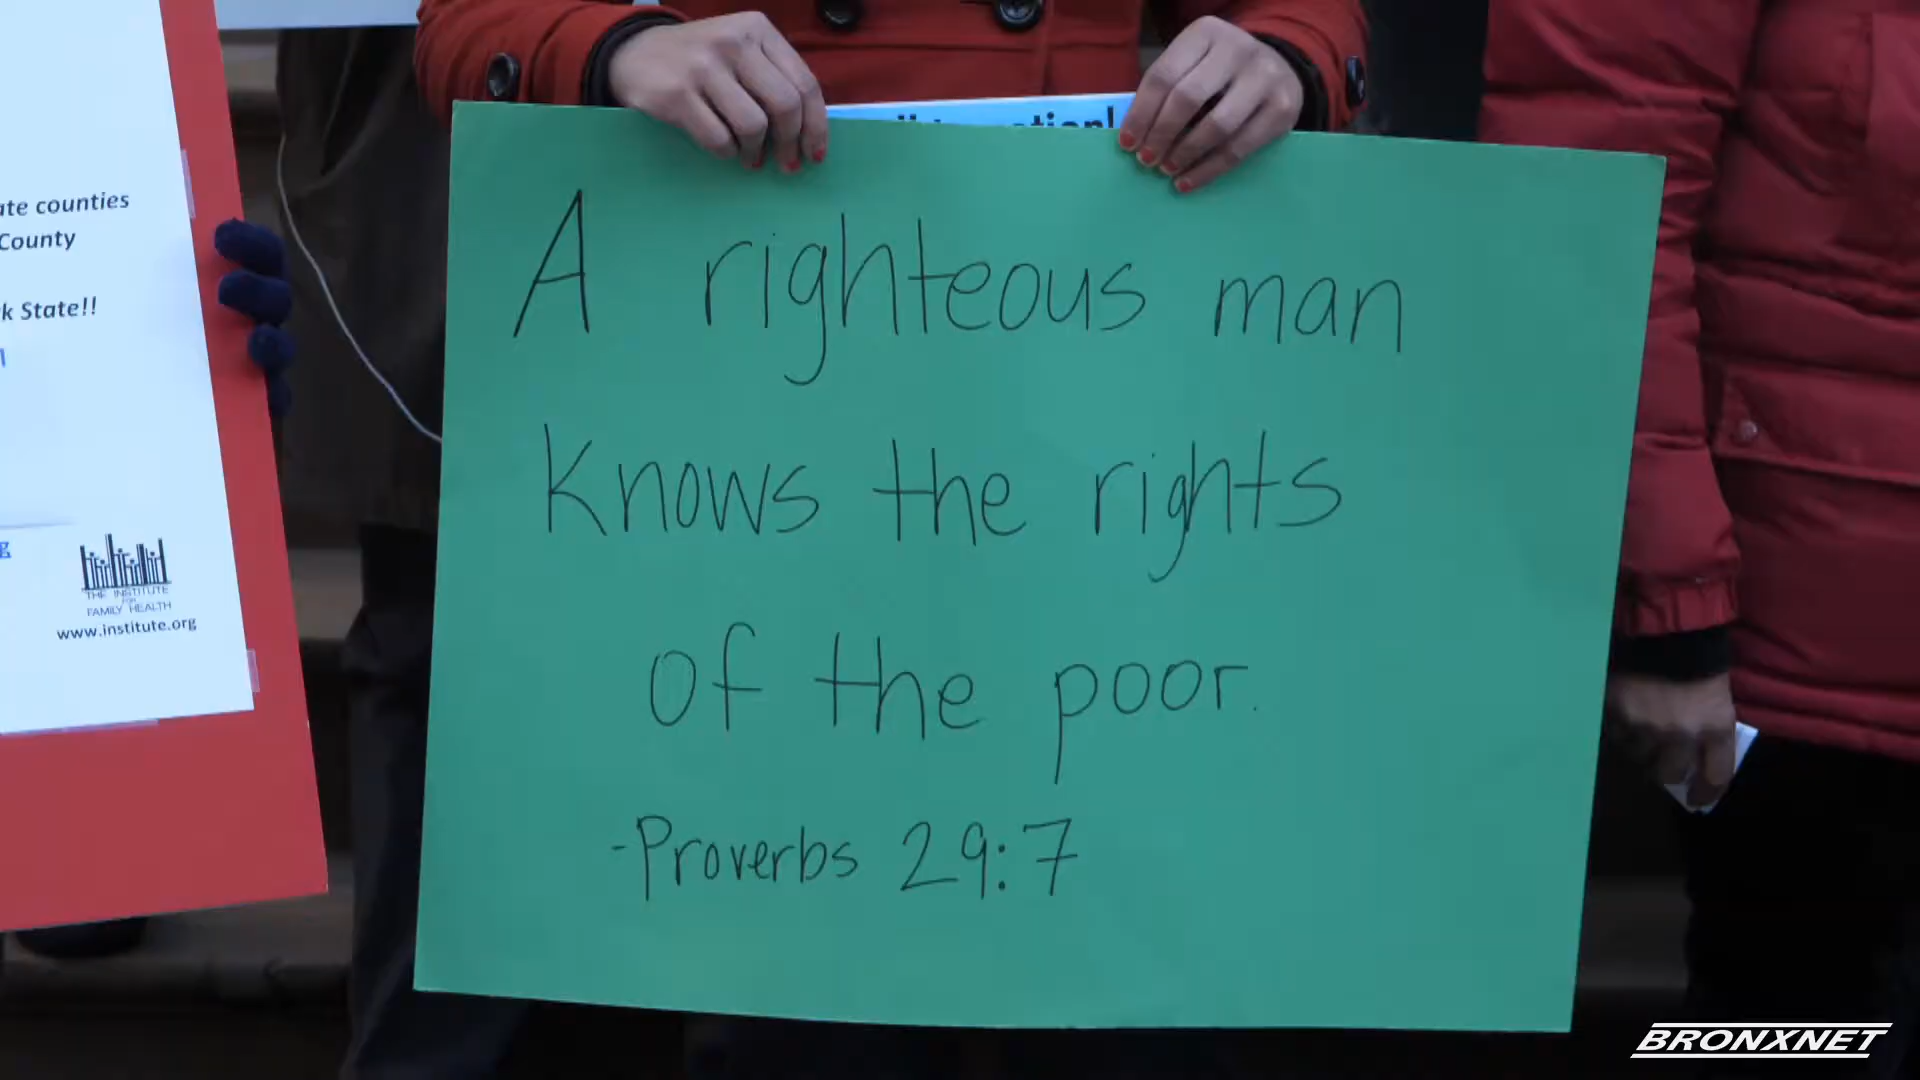 A righteous man
Knows the rights
of the poor.
-Proverbs 29:7
counties
County
State!!
THE INSTITUTE
FOR
FAMILY HEALTH
www.institute.org
BRONXNET